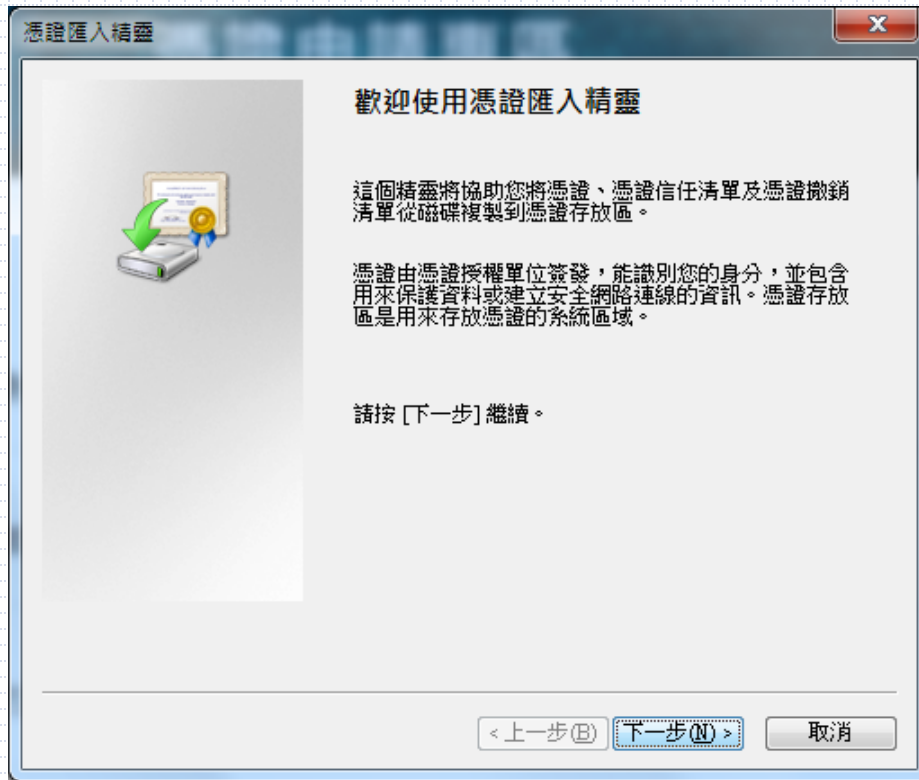 憑證匯入精靈
歡迎使用憑證匯入精靈
這個精靈將協助您將憑證、憑證信任清單及憑證撤銷
清單從磁碟複製到憑證存放區。
憑證由憑證授權單位簽發，能識別您的身分，並包含
用來保護資料或建立安全網路連線的資訊。憑證存放
區是用來存放憑證的系統區域。
請按 [下一步] 繼續。
< 上一步(B) 下一步(N) > 取消